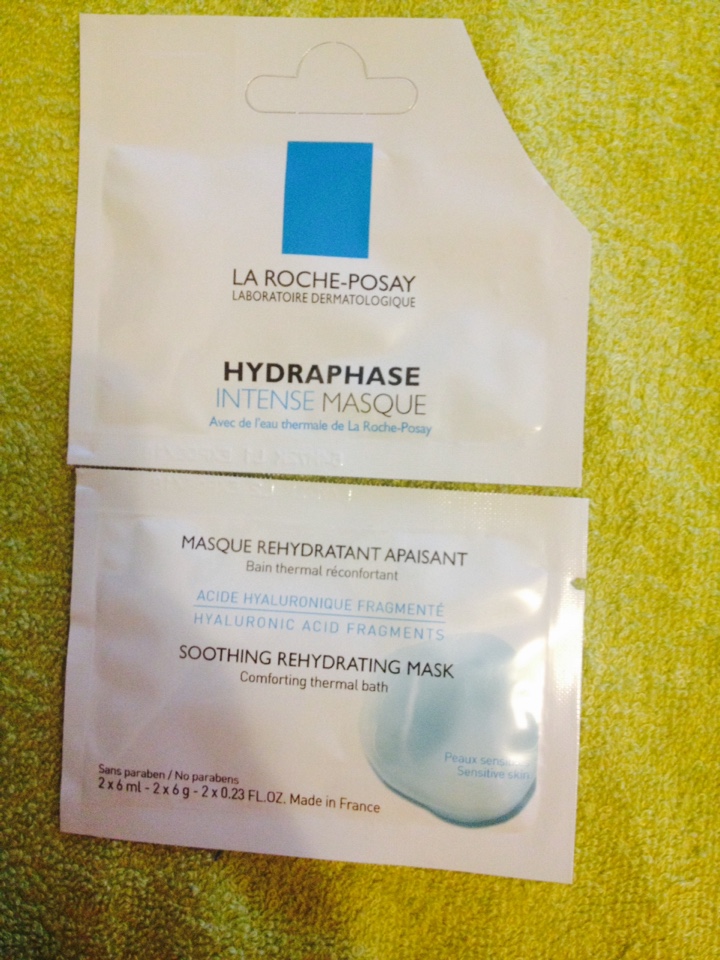 LA ROCHE-POSAY
LABORATOIRE DERMATOLOGIQUE
HYDRAPHASE
INTENSE MASQUE
Avec de l'eau thermale de La Roche-Posay
MASQUE REHYDRATANT APAISANT
Bain thermal réconfortant
ACIDE HYALURONIQUE FRAGMENTÉ
HYALURONIC ACID FRAGMENTS
SOOTHING REHYDRATING MASK
Comforting thermal bath
Peaux
Sensitive skin
Sans paraben / No parabens
2 x 6 ml - 2 x 6 g - 2 x 0.23 FL.OZ. Made in France